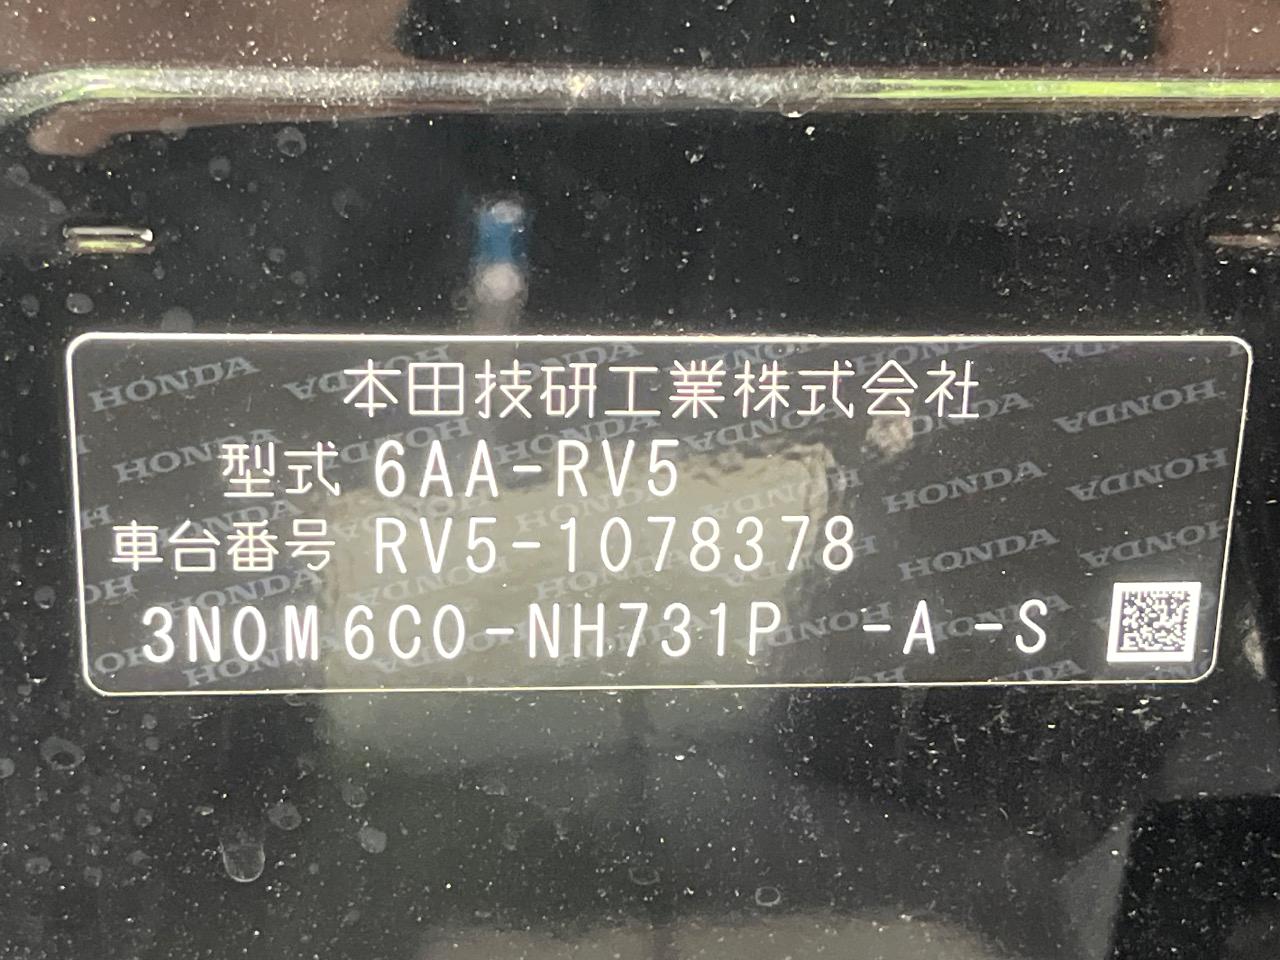 本田技研工業株式会社
型式 6AA-RV5
車台番号 RV5-1078378
3N0M6C0-NH731P -A -S